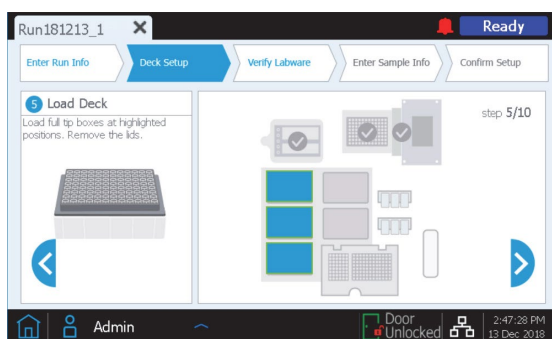 Run181213_1
Ready
Enter Run Info
Deck Setup
Verify Labware
Enter Sample Info
Confirm Setup
5 Load Deck
Load full tip boxes at highlighted
positions. Remove the lids.
step 5/10
Admin
Door
Unlocked
2:47:28 PM
13 Dec 2018